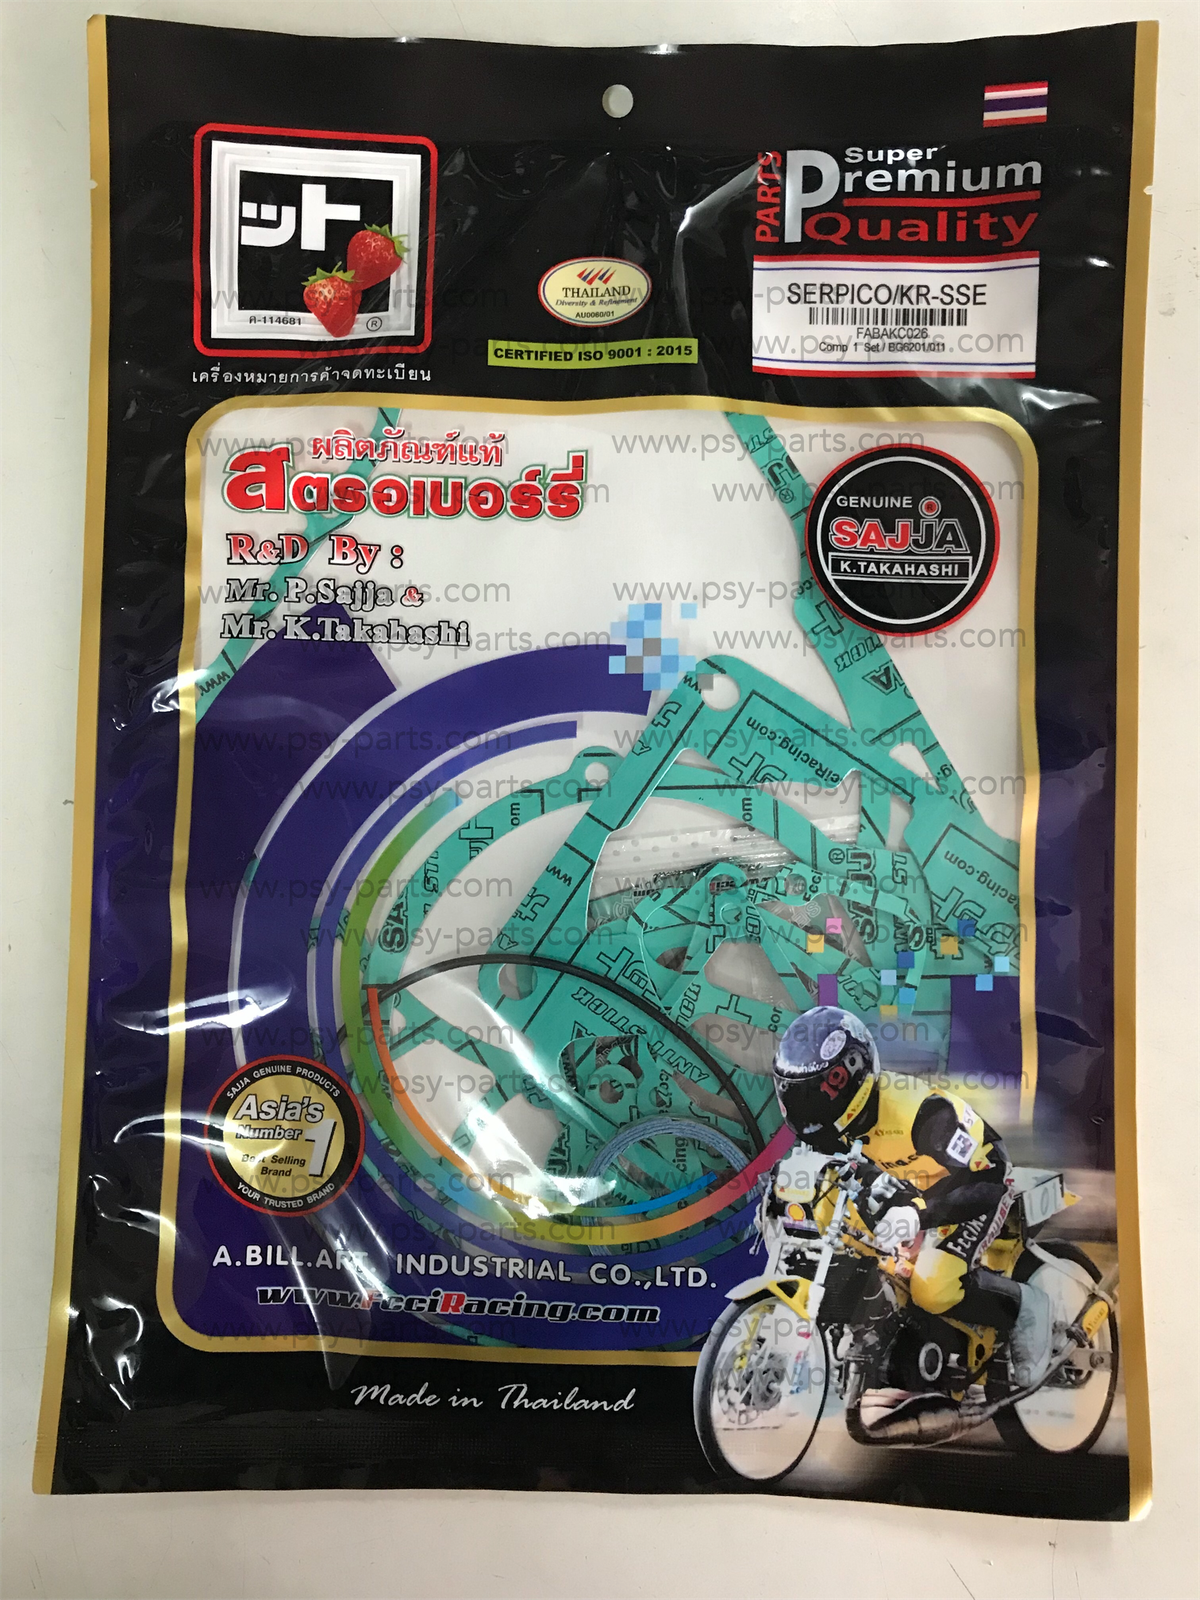 ット
ค-114681
®
เครื่องหมายการค้าจดทะเบียน
THAILAND
Diversity & Refinement
AU0060/01
CERTIFIED ISO 9001 : 2015
PARTS
Super
Premium
Quality
SERPICO/KR-SSE
FABAKC026
Comp 1 Set / BG6201/011
ผลิตภัณฑ์แท้
สตรอเบอร์รี่
R&D By :
Mr. P.Sajja &
Mr. K.Takahashi
GENUINE ®
SAJJA
K.TAKAHASHI
www.psy-parts.com
SAJJA GENUINE PRODUCTS
Asia's
Number 1
Best Selling
Brand
YOUR TRUSTED BRAND
A.BILL.ART. INDUSTRIAL CO.,LTD.
www.FcciRacing.com
Made in Thailand